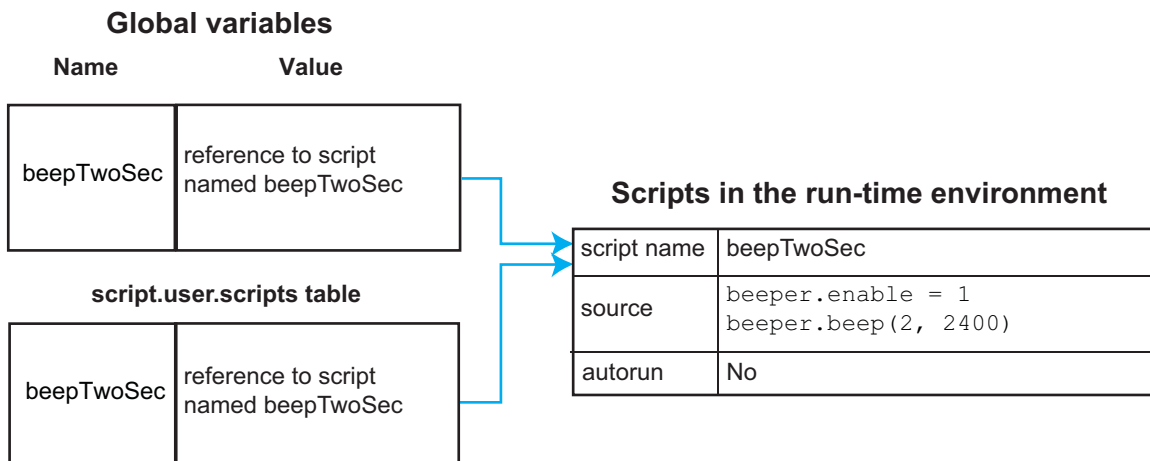 Global variables
Name Value
beepTwoSec
reference to script
named beepTwoSec
script.user.scripts table
beepTwoSec
reference to script
named beepTwoSec
Scripts in the run-time environment
script name beepTwoSec
source
beeper.enable = 1
beeper.beep(2, 2400)
autorun No